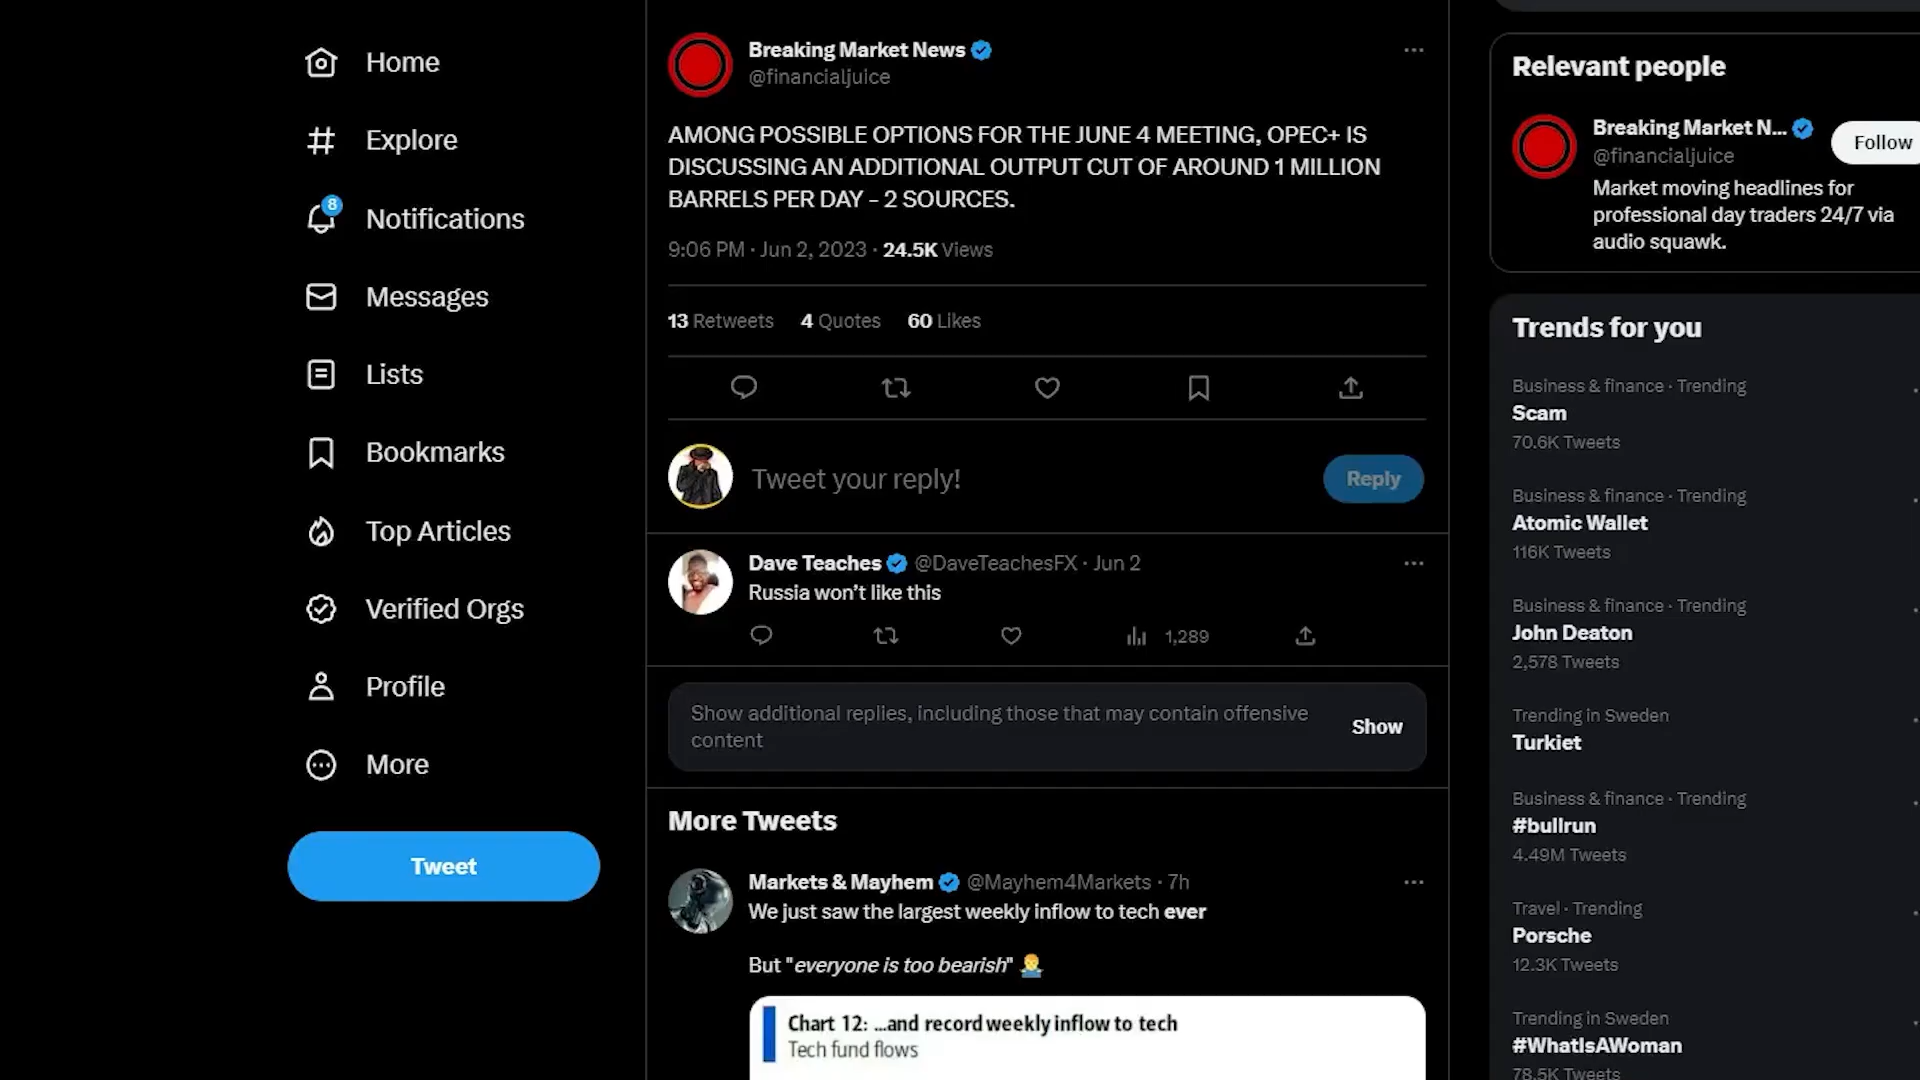 Home
Explore
8
Notifications
Messages
Lists
Bookmarks
Top Articles
Verified Orgs
Profile
More
Tweet
Breaking Market News
@financialjuice
AMONG POSSIBLE OPTIONS FOR THE JUNE 4 MEETING, OPEC+ IS
DISCUSSING AN ADDITIONAL OUTPUT CUT OF AROUND 1 MILLION
BARRELS PER DAY - 2 SOURCES.
9:06 PM · Jun 2, 2023 · 24.5K Views
13 Retweets 4 Quotes 60 Likes
Tweet your reply!
Reply
Dave Teaches @DaveTeachesFX · Jun 2
Russia won't like this
1,289
Show additional replies, including those that may contain offensive
content
Show
More Tweets
Markets & Mayhem @Mayhem4Markets · 7h
We just saw the largest weekly inflow to tech ever
But "everyone is too bearish"
Chart 12: ...and record weekly inflow to tech
Tech fund flows
Relevant people
Breaking Market N...
@financialjuice
Follow
Market moving headlines for
professional day traders 24/7 via
audio squawk.
Trends for you
Business & finance · Trending
Scam
70.6K Tweets
Business & finance · Trending
Atomic Wallet
116K Tweets
Business & finance · Trending
John Deaton
2,578 Tweets
Trending in Sweden
Turkiet
Business & finance · Trending
#bullrun
4.49M Tweets
Travel · Trending
Porsche
12.3K Tweets
Trending in Sweden
#WhatIsAWoman
78.5K Tweets